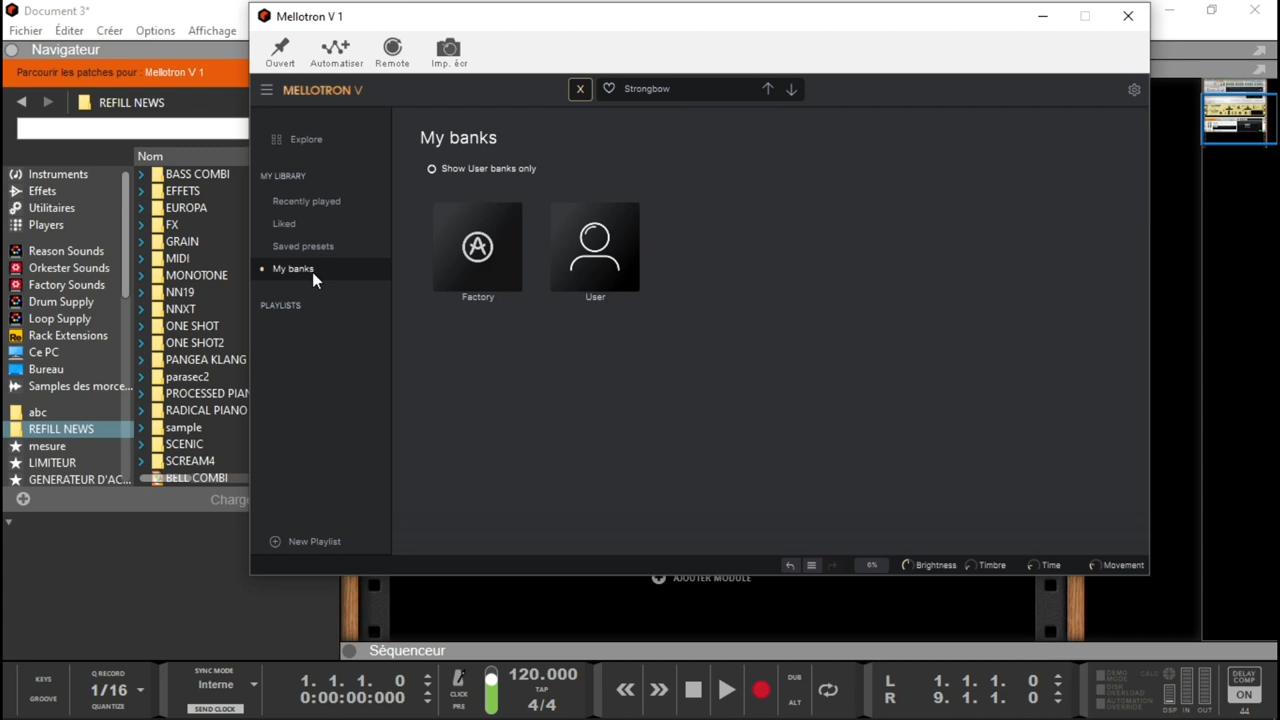 Document 3*
Fichier Éditer Créer Options Affichage
Navigateur
Parcourir les patches pour : Mellotron V 1
REFILL NEWS
Nom
Instruments
Effets
Utilitaires
Players
Reason Sounds
Orkester Sounds
Factory Sounds
Drum Supply
Loop Supply
Rack Extensions
Ce PC
Bureau
Samples des morce...
abc
REFILL NEWS
mesure
LIMITEUR
GENERATEUR D'AC...
BASS COMBI
EFFETS
EUROPA
FX
GRAIN
MIDI
MONOTONE
NN19
NNXT
ONE SHOT
ONE SHOT2
PANGEA KLANG
parasec2
PROCESSED PIAN
RADICAL PIANO
sample
SCENIC
SCREAM4
BELL COMBI
Charge
Mellotron V 1
Ouvert Automatiser Remote Imp. écr
MELLOTRON V
X Strongbow
Explore
MY LIBRARY
Recently played
Liked
Saved presets
My banks
PLAYLISTS
New Playlist
My banks
Show User banks only
Factory User
6% Brightness Timbre Time Movement
AJOUTER MODULE
Séquenceur
KEYS
GROOVE
Q RECORD
1/16
QUANTIZE
SYNC MODE
Interne
SEND CLOCK
1. 1. 1. 0
0:00:00:000
CLICK
PRE
120.000
TAP
4/4
DUB
ALT
L 1. 1. 1. 0
R 9. 1. 1. 0
DEMO MODE
DISK OVERLOAD
AUTOMATION OVERRIDE
CALC
DSP IN OUT
DELAY COMP
ON
44